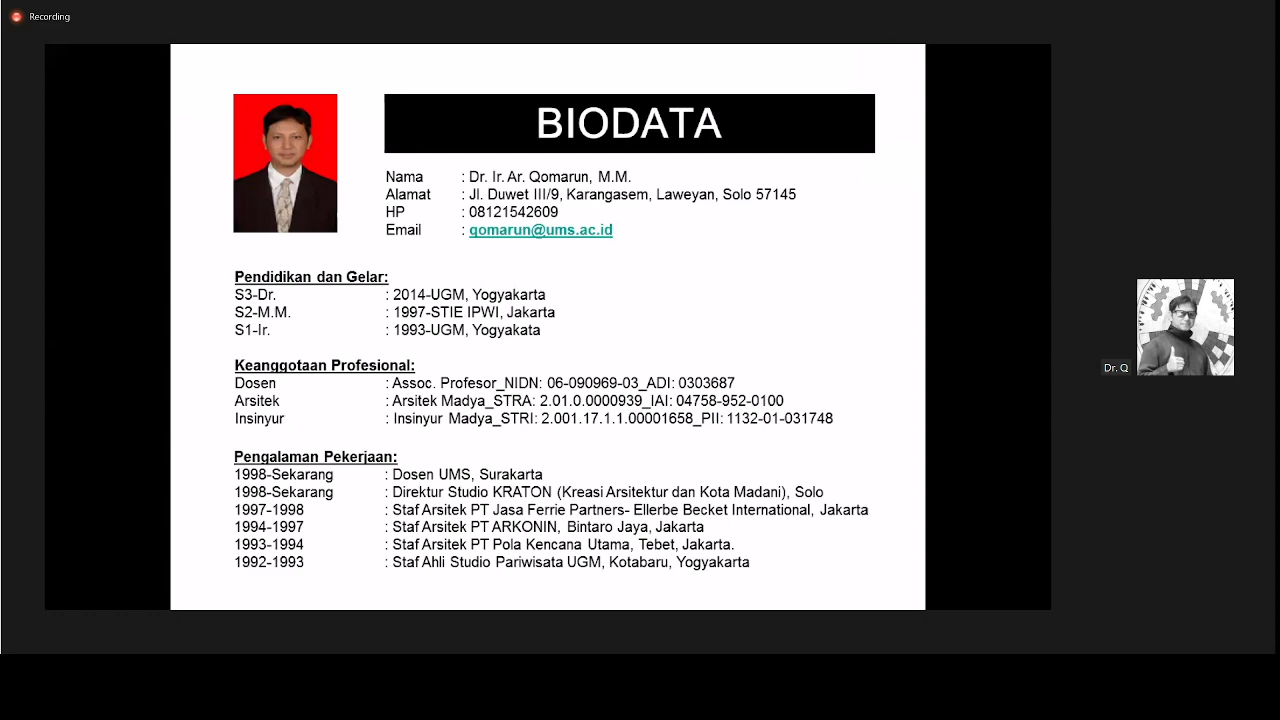 Recording
BIODATA
Nama : Dr. Ir. Ar. Qomarun, M.M.
Alamat : Jl. Duwet III/9, Karangasem, Laweyan, Solo 57145
HP : 08121542609
Email : qomarun@ums.ac.id
Pendidikan dan Gelar:
S3-Dr. : 2014-UGM, Yogyakarta
S2-M.M. : 1997-STIE IPWI, Jakarta
S1-Ir. : 1993-UGM, Yogyakata
Keanggotaan Profesional:
Dosen : Assoc. Profesor_NIDN: 06-090969-03_ADI: 0303687
Arsitek : Arsitek Madya_STRA: 2.01.0.0000939_IAI: 04758-952-0100
Insinyur : Insinyur Madya_STRI: 2.001.17.1.1.00001658_PII: 1132-01-031748
Pengalaman Pekerjaan:
1998-Sekarang : Dosen UMS, Surakarta
1998-Sekarang : Direktur Studio KRATON (Kreasi Arsitektur dan Kota Madani), Solo
1997-1998 : Staf Arsitek PT Jasa Ferrie Partners- Ellerbe Becket International, Jakarta
1994-1997 : Staf Arsitek PT ARKONIN, Bintaro Jaya, Jakarta
1993-1994 : Staf Arsitek PT Pola Kencana Utama, Tebet, Jakarta.
1992-1993 : Staf Ahli Studio Pariwisata UGM, Kotabaru, Yogyakarta
Dr. Q